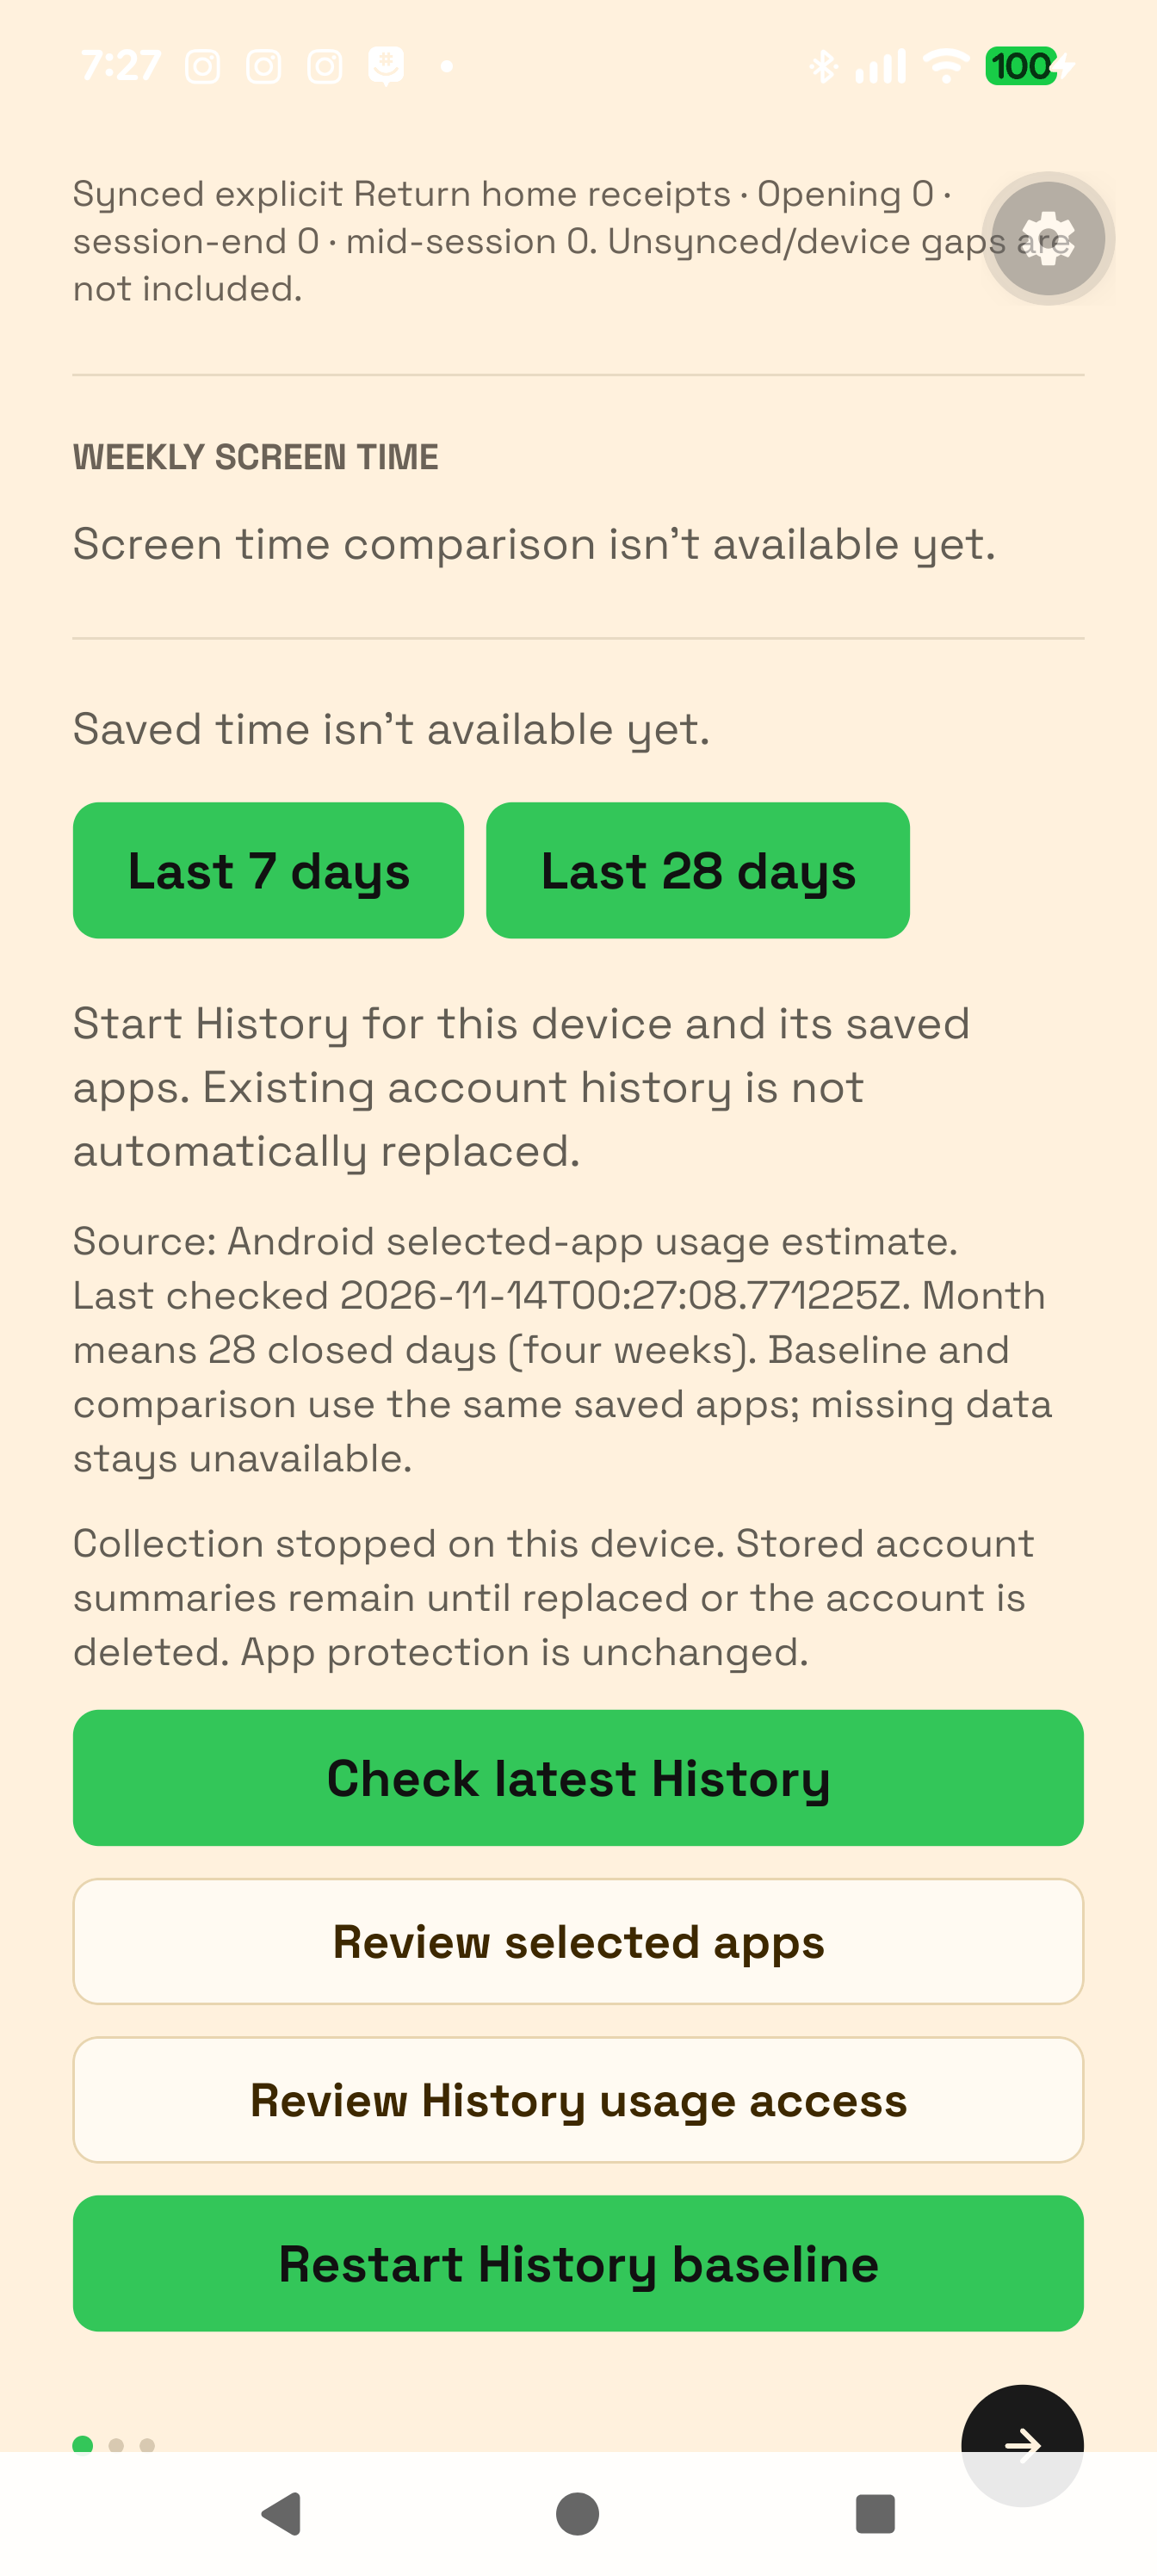 7:27
100
Synced explicit Return home receipts · Opening 0 ·
session-end 0 · mid-session 0. Unsynced/device gaps are
not included.
WEEKLY SCREEN TIME
Screen time comparison isn’t available yet.
Saved time isn’t available yet.
Last 7 days
Last 28 days
Start History for this device and its saved
apps. Existing account history is not
automatically replaced.
Source: Android selected-app usage estimate.
Last checked 2026-11-14T00:27:08.771225Z. Month
means 28 closed days (four weeks). Baseline and
comparison use the same saved apps; missing data
stays unavailable.
Collection stopped on this device. Stored account
summaries remain until replaced or the account is
deleted. App protection is unchanged.
Check latest History
Review selected apps
Review History usage access
Restart History baseline